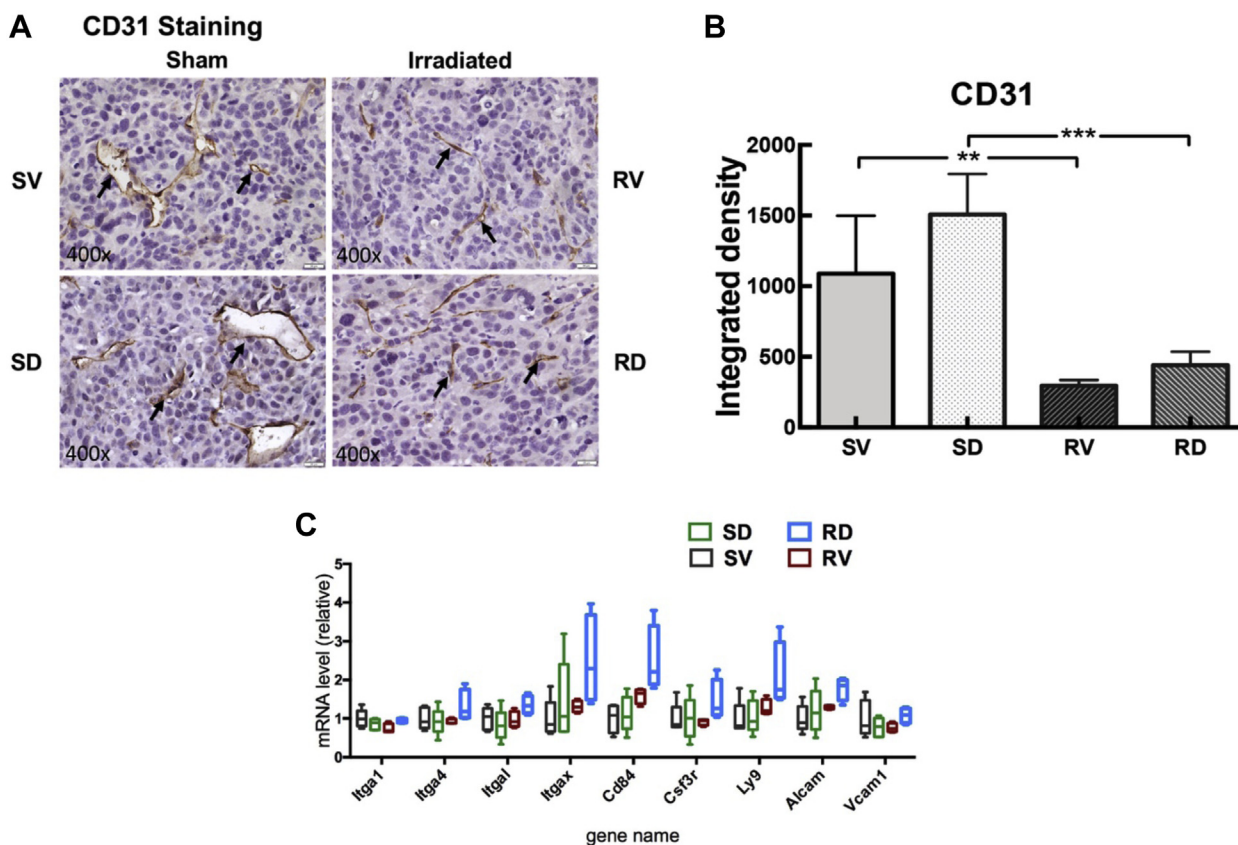 A
CD31 Staining
Sham
Irradiated
SV
RV
400x
400x
SD
RD
400x
400x
B
CD31
***
**
Integrated density
2000
1500
1000
500
0
SV
SD
RV
RD
C
SD
RD
SV
RV
mRNA level (relative)
5
4
3
2
1
0
Itga1
Itga4
Itgal
Itgax
Cd84
Csf3r
Ly9
Alcam
Vcam1
gene name